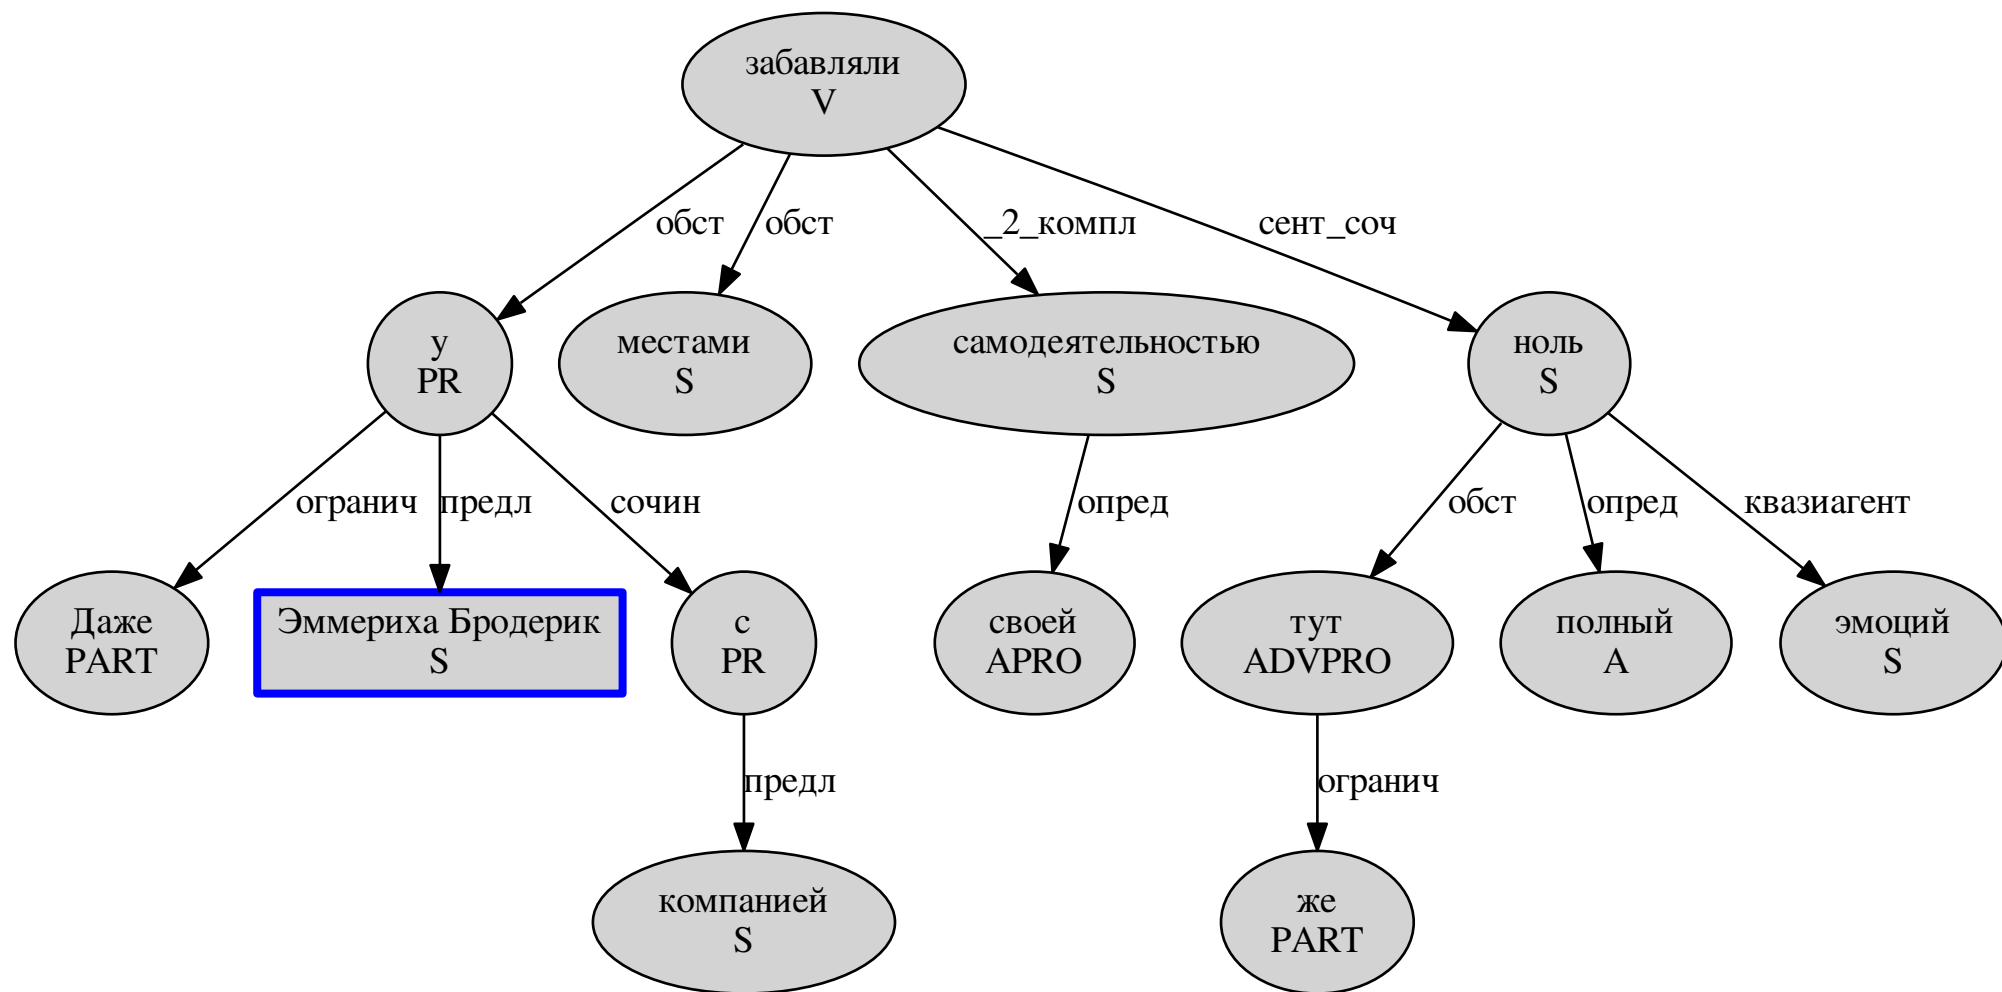 забавляли
V
обст
обст
_2_компл
сент_соч
у
PR
местами
S
самодеятельностью
S
ноль
S
огранич
предл
сочин
опред
обст
опред
квазиагент
Даже
PART
Эммериха Бродерик
S
с
PR
своей
APRO
тут
ADVPRO
полный
A
эмоций
S
предл
огранич
компанией
S
же
PART